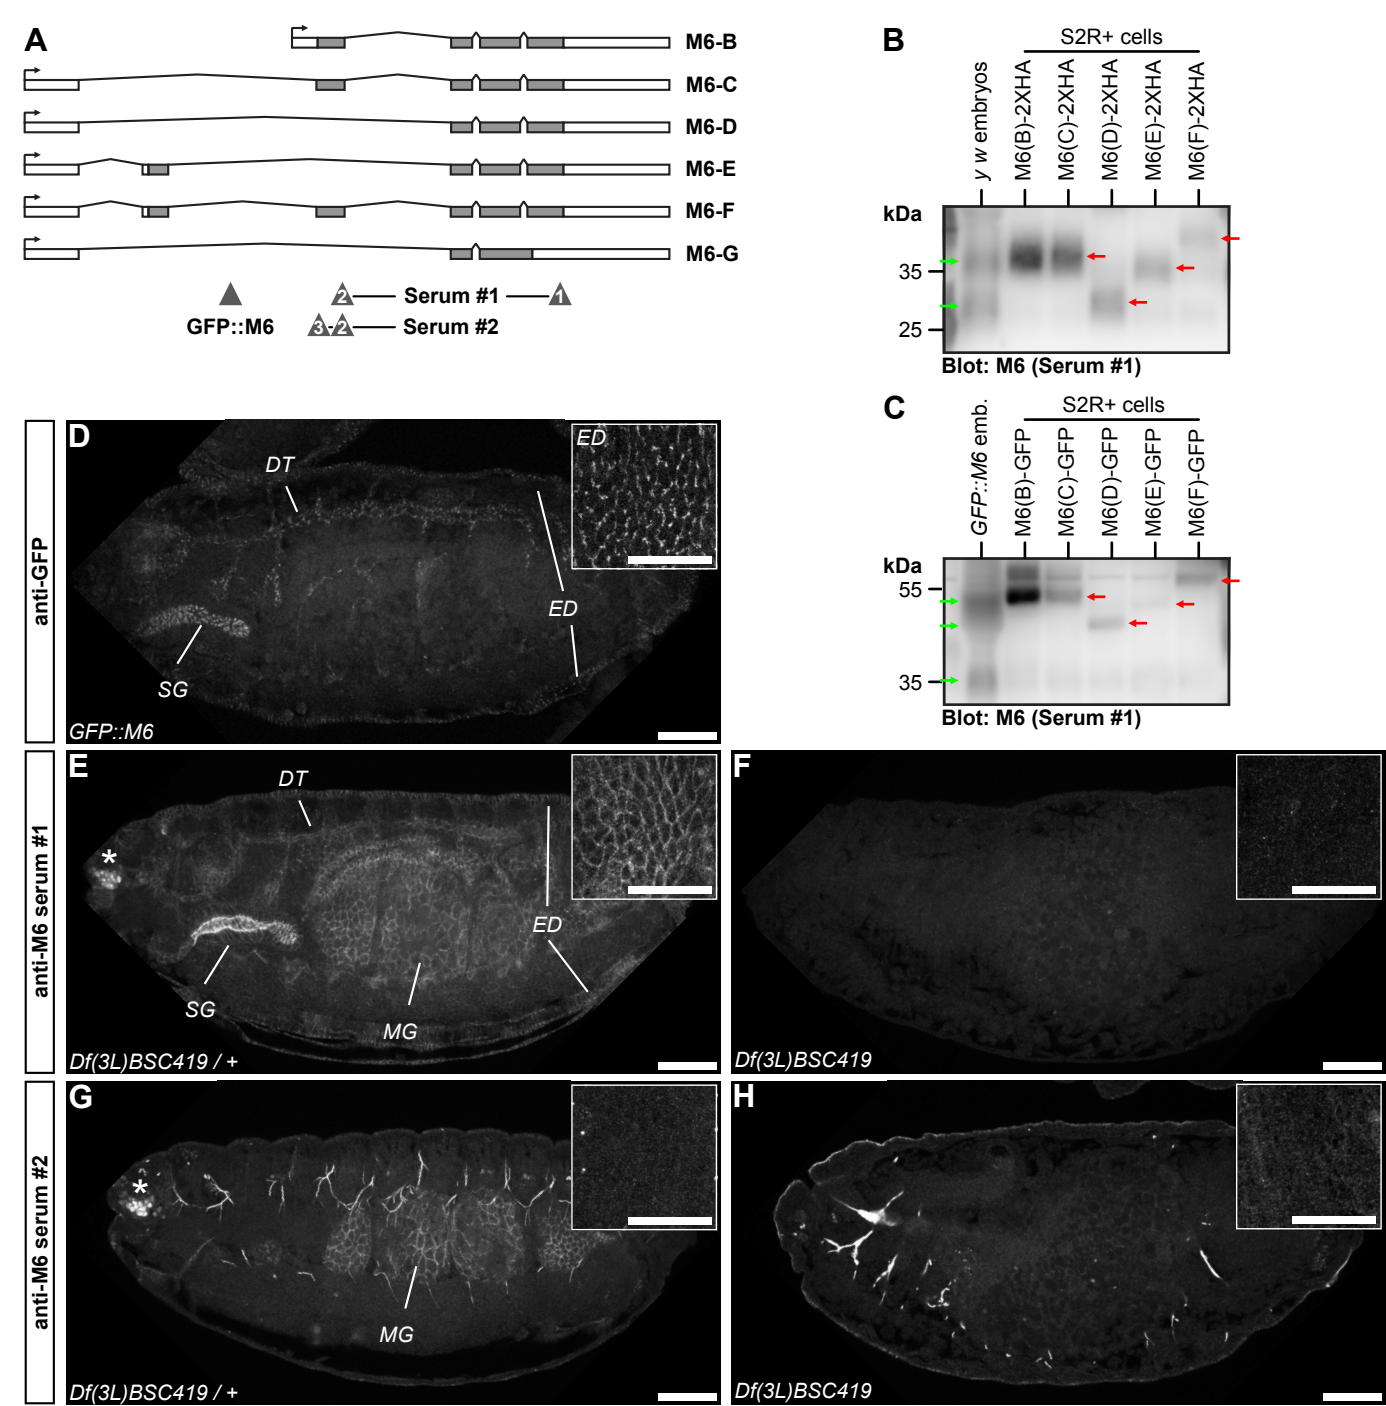 A
M6-B
M6-C
M6-D
M6-E
M6-F
M6-G
2 Serum #1 1
GFP::M6 3 2 Serum #2
B
S2R+ cells
y w embryos
M6(B)-2XHA
M6(C)-2XHA
M6(D)-2XHA
M6(E)-2XHA
M6(F)-2XHA
kDa
35
25
Blot: M6 (Serum #1)
C
S2R+ cells
GFP::M6 emb.
M6(B)-GFP
M6(C)-GFP
M6(D)-GFP
M6(E)-GFP
M6(F)-GFP
kDa
55
35
Blot: M6 (Serum #1)
anti-GFP
D
ED
DT
ED
SG
GFP::M6
anti-M6 serum #1
E
DT
*
ED
SG
MG
Df(3L)BSC419 / +
F
Df(3L)BSC419
anti-M6 serum #2
G
*
MG
Df(3L)BSC419 / +
H
Df(3L)BSC419